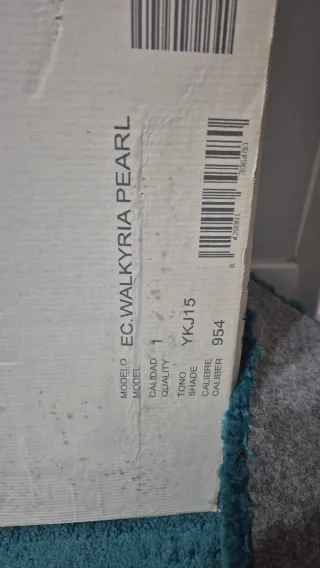 MODELO
MODEL EC.WALKYRIA PEARL
CALIDAD
QUALITY 1
TONO
SHADE YKJ15
CALIBRE
CALIBER 954